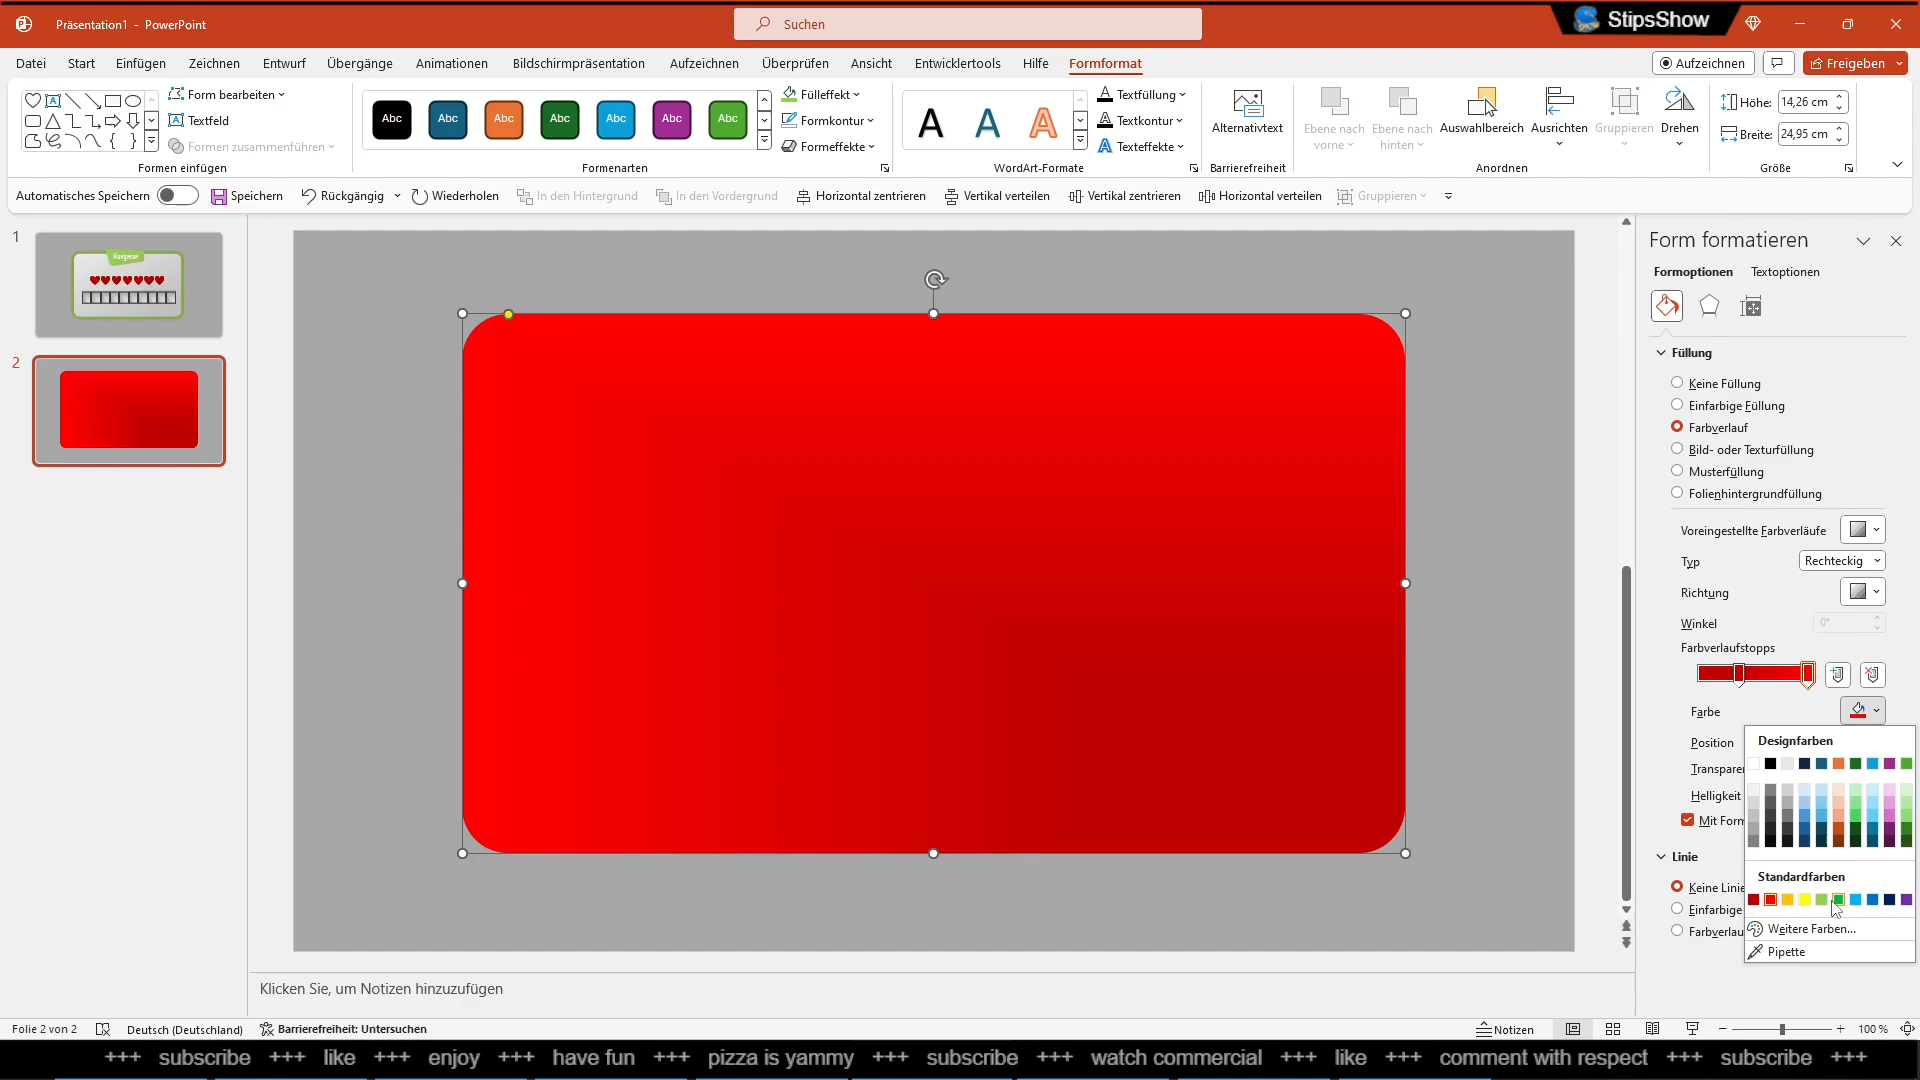 Präsentation1 - PowerPoint
Suchen
StipsShow
Datei Start Einfügen Zeichnen Entwurf Übergänge Animationen Bildschirmpräsentation Aufzeichnen Überprüfen Ansicht Entwicklertools Hilfe Formformat
Aufzeichnen
Freigeben
Form bearbeiten
Textfeld
Formen zusammenführen
Formen einfügen
Abc Abc Abc Abc Abc Abc Abc
Fülleffekt
Formkontur
Formeffekte
Formenarten
A A A
Textfüllung
Textkontur
Texteffekte
WordArt-Formate
Alternativtext
Barrierefreiheit
Ebene nach vorne
Ebene nach hinten
Auswahlbereich
Ausrichten
Gruppieren
Drehen
Anordnen
Höhe: 14,26 cm
Breite: 24,95 cm
Größe
Automatisches Speichern Speichern Rückgängig Wiederholen In den Hintergrund In den Vordergrund Horizontal zentrieren Vertikal verteilen Vertikal zentrieren Horizontal verteilen Gruppieren
1
Hangman
2
Form formatieren
Formoptionen Textoptionen
Füllung
Keine Füllung
Einfarbige Füllung
Farbverlauf
Bild- oder Texturfüllung
Musterfüllung
Folienhintergrundfüllung
Voreingestellte Farbverläufe
Typ Rechteckig
Richtung
Winkel 0°
Farbverlaufstopps
Farbe
Position
Transparen
Helligkeit
Mit Form
Linie
Keine Linie
Einfarbige
Farbverlau
Designfarben
Standardfarben
Weitere Farben...
Pipette
Klicken Sie, um Notizen hinzuzufügen
Folie 2 von 2 Deutsch (Deutschland) Barrierefreiheit: Untersuchen
Notizen
100 %
+++ subscribe +++ like +++ enjoy +++ have fun +++ pizza is yammy +++ subscribe +++ watch commercial +++ like +++ comment with respect +++ subscribe +++